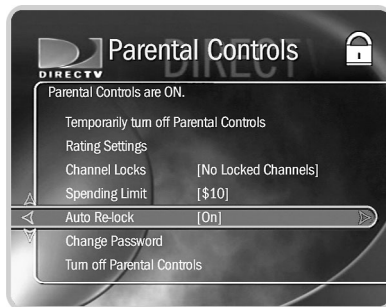 Parental Controls
DIRECTV
Parental Controls are ON.
Temporarily turn off Parental Controls
Rating Settings
Channel Locks [No Locked Channels]
Spending Limit [$10]
Auto Re-lock [On]
Change Password
Turn off Parental Controls